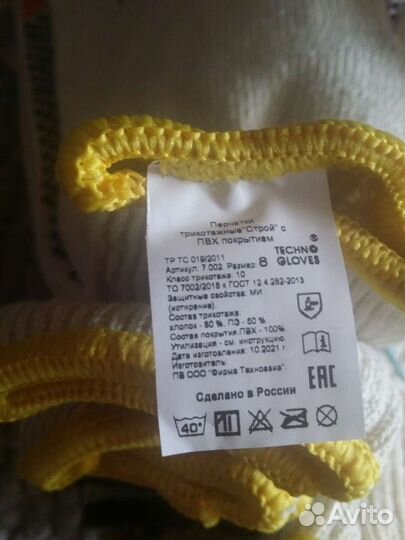 Перчатки
трикотажные "Строй" с
ПВХ покрытием
ТР ТС 019/2011
Артикул: 7.002 Размер: 8
TECHNO
GLOVES
Класс трикотажа: 10
ТО 7002/2015 к ГОСТ 12.4.252-2013
Защитные свойства: МИ
(истирание)
Состав трикотажа:
хлопок - 50 %, ПЭ - 50 %
Состав покрытия ПВХ - 100%
Утилизация - см. инструкцию
Дата изготовления: 10.2021 г.
Изготовитель:
ПВ ООО "Фирма Техноавиа"
Сделано в России
EAC
40°
Avito